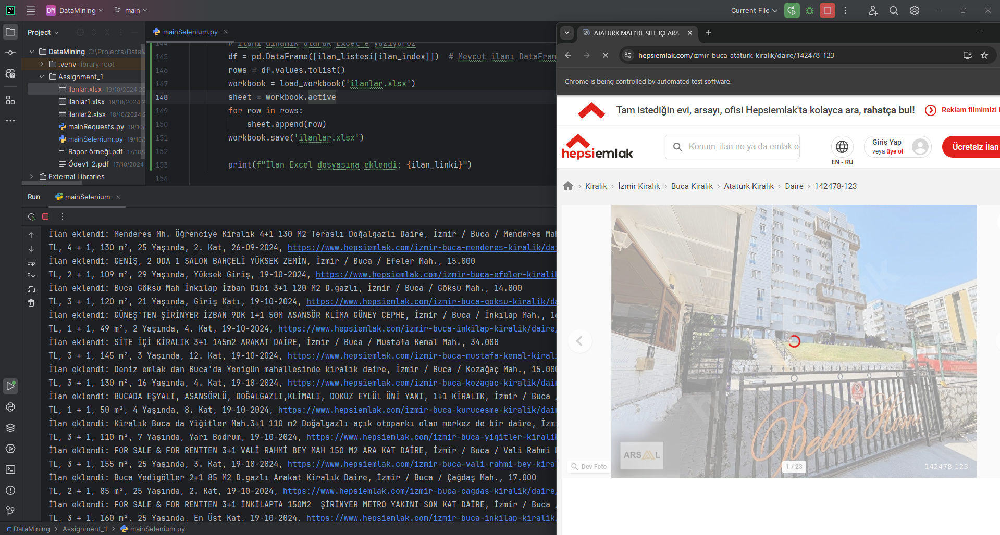 PC
DM DataMining
main
Current File
Project
mainSelenium.py
DataMining C:\Projects\DataM
.venv library root
Assignment_1
ilanlar.xlsx 19/10/2024 20
ilanlar1.xlsx 19/10/2024 2
ilanlar2.xlsx 18/10/2024
mainRequests.py 19/10/
mainSelenium.py 19/10/
Rapor örneği.pdf 17/10/
Ödev1_2.pdf 17/10/2024
External Libraries
144 # İlanı dinamik olarak Excel'e yazıyoruz
145 df = pd.DataFrame([ilan_listesi[ilan_index]]) # Mevcut ilanı DataFram
146 rows = df.values.tolist()
147 workbook = load_workbook('ilanlar.xlsx')
148 sheet = workbook.active
149 for row in rows:
150 sheet.append(row)
151 workbook.save('ilanlar.xlsx')
152
153 print(f"İlan Excel dosyasına eklendi: {ilan_linki}")
154
Run
mainSelenium
İlan eklendi: Menderes Mh. Öğrenciye Kiralık 4+1 130 M2 Teraslı Doğalgazlı Daire, İzmir / Buca / Menderes Mah
TL, 4 + 1, 130 m², 25 Yaşında, 2. Kat, 26-09-2024, https://www.hepsiemlak.com/izmir-buca-menderes-kiralik/dai
İlan eklendi: GENİŞ, 2 ODA 1 SALON BAHÇELİ YÜKSEK ZEMİN, İzmir / Buca / Efeler Mah., 15.000
TL, 2 + 1, 109 m², 29 Yaşında, Yüksek Giriş, 19-10-2024, https://www.hepsiemlak.com/izmir-buca-efeler-kiralik
İlan eklendi: Buca Göksu Mah İnkılap İzban Dibi 3+1 120 M2 D.gazlı, İzmir / Buca / Göksu Mah., 14.000
TL, 3 + 1, 120 m², 21 Yaşında, Giriş Katı, 19-10-2024, https://www.hepsiemlak.com/izmir-buca-goksu-kiralik/da
İlan eklendi: GÜNEŞ'TEN ŞİRİNYER İZBAN 9DK 1+1 50M ASANSÖR KLİMA GÜNEY CEPHE, İzmir / Buca / İnkılap Mah., 16
TL, 1 + 1, 49 m², 2 Yaşında, 4. Kat, 19-10-2024, https://www.hepsiemlak.com/izmir-buca-inkilap-kiralik/daire/
İlan eklendi: SİTE İÇİ KİRALIK 3+1 145m2 ARAKAT DAİRE, İzmir / Buca / Mustafa Kemal Mah., 34.000
TL, 3 + 1, 145 m², 3 Yaşında, 12. Kat, 19-10-2024, https://www.hepsiemlak.com/izmir-buca-mustafa-kemal-kirali
İlan eklendi: Deniz emlak dan Buca'da Yenigün mahallesinde kiralık daire, İzmir / Buca / Kozağaç Mah., 15.000
TL, 3 + 1, 130 m², 16 Yaşında, 4. Kat, 19-10-2024, https://www.hepsiemlak.com/izmir-buca-kozagac-kiralik/dair
İlan eklendi: BUCADA EŞYALI, ASANSÖRLÜ, DOĞALGAZLI,KLİMALI, DOKUZ EYLÜL ÜNİ YANI, 1+1 KİRALIK, İzmir / Buca /
TL, 1 + 1, 50 m², 4 Yaşında, 8. Kat, 19-10-2024, https://www.hepsiemlak.com/izmir-buca-kurucesme-kiralik/dair
İlan eklendi: Kiralık Buca da Yiğitler Mah.3+1 110 m2 Doğalgazlı açık otoparkı olan merkez de bir daire, İzmi
TL, 3 + 1, 110 m², 7 Yaşında, Yarı Bodrum, 19-10-2024, https://www.hepsiemlak.com/izmir-buca-yigitler-kiralik
İlan eklendi: FOR SALE & FOR RENTTEN 3+1 VALİ RAHMİ BEY MAH 150 M2 ARA KAT DAİRE, İzmir / Buca / Vali Rahmi
TL, 3 + 1, 155 m², 25 Yaşında, 3. Kat, 19-10-2024, https://www.hepsiemlak.com/izmir-buca-vali-rahmi-bey-kiral
İlan eklendi: Buca Yedigöller 2+1 85 M2 D.gazlı Arakat Kiralık Daire, İzmir / Buca / Çağdaş Mah., 17.000
TL, 2 + 1, 85 m², 25 Yaşında, 2. Kat, 19-10-2024, https://www.hepsiemlak.com/izmir-buca-cagdas-kiralik/daire/
İlan eklendi: FOR SALE & FOR RENTTEN 3+1 İNKİLAPTA 150M2 ŞİRİNYER METRO YAKINI SON KAT DAİRE, İzmir / Buca /
TL, 3 + 1, 160 m², 25 Yaşında, En Üst Kat, 19-10-2024, https://www.hepsiemlak.com/izmir-buca-inkilap-kiralik
DataMining > Assignment_1 > mainSelenium.py
ATATÜRK MAH'DE SİTE İÇİ ARA
hepsiemlak.com/izmir-buca-ataturk-kiralik/daire/142478-123
Chrome is being controlled by automated test software.
Tam istediğin evi, arsayı, ofisi Hepsiemlak'ta kolayca ara, rahatça bul!
Reklam filmimizi i
hepsiemlak
Konum, ilan no ya da emlak of
EN - RU
Giriş Yap
veya üye ol
Ücretsiz İlan
Kiralık > İzmir Kiralık > Buca Kiralık > Atatürk Kiralık > Daire > 142478-123
Bella Home
ARSAAL
Dev Foto
1 / 23
142478-123